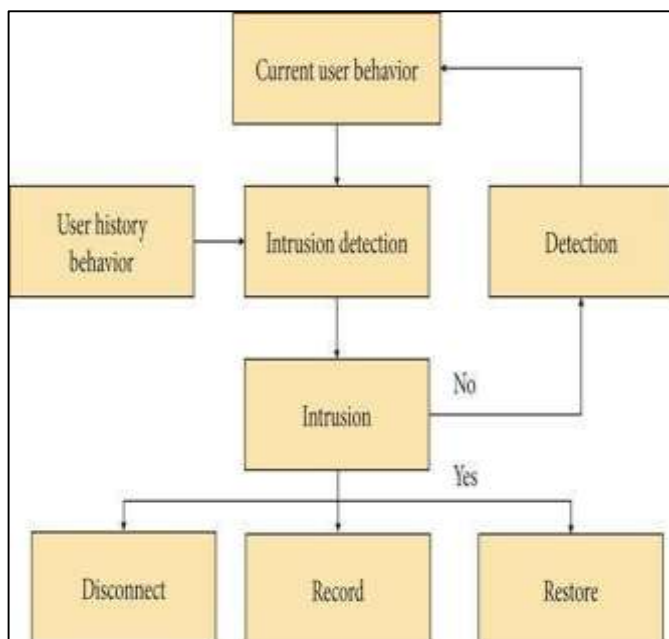 Current user behavior
User history
behavior
Intrusion detection
Detection
Intrusion
No
Yes
Disconnect
Record
Restore